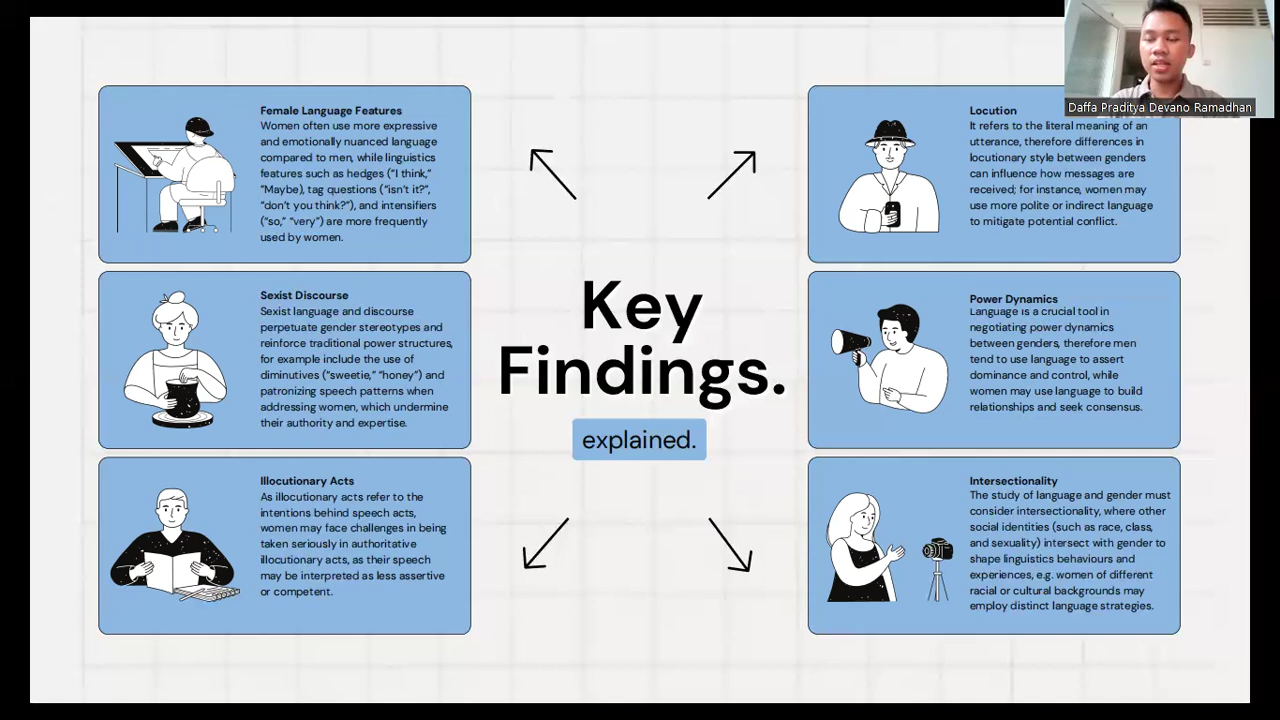 Female Language Features
Women often use more expressive
and emotionally nuanced language
compared to men, while linguistics
features such as hedges (“I think,”
“Maybe), tag questions (“isn’t it?”,
“don’t you think?”), and intensifiers
(“so,” “very”) are more frequently
used by women.
Sexist Discourse
Sexist language and discourse
perpetuate gender stereotypes and
reinforce traditional power structures,
for example include the use of
diminutives (“sweetie,” “honey”) and
patronizing speech patterns when
addressing women, which undermine
their authority and expertise.
Illocutionary Acts
As illocutionary acts refer to the
intentions behind speech acts,
women may face challenges in being
taken seriously in authoritative
illocutionary acts, as their speech
may be interpreted as less assertive
or competent.
Key
Findings.
explained.
Daffa Praditya Devano Ramadhan
Locution
It refers to the literal meaning of an
utterance, therefore differences in
locutionary style between genders
can influence how messages are
received; for instance, women may
use more polite or indirect language
to mitigate potential conflict.
Power Dynamics
Language is a crucial tool in
negotiating power dynamics
between genders, therefore men
tend to use language to assert
dominance and control, while
women may use language to build
relationships and seek consensus.
Intersectionality
The study of language and gender must
consider intersectionality, where other
social identities (such as race, class,
and sexuality) intersect with gender to
shape linguistics behaviours and
experiences, e.g. women of different
racial or cultural backgrounds may
employ distinct language strategies.